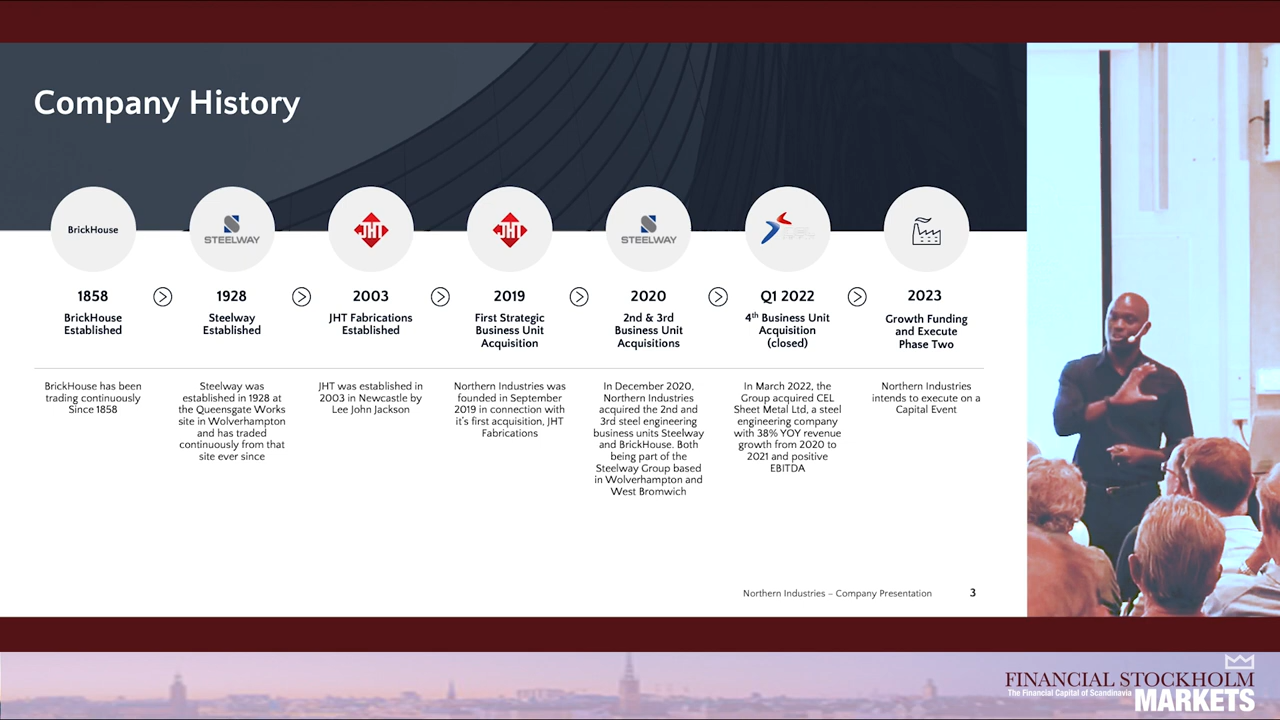 Company History
BrickHouse
STEELWAY
JHT
JHT
STEELWAY
1858
BrickHouse
Established
BrickHouse has been
trading continuously
Since 1858
1928
Steelway
Established
Steelway was
established in 1928 at
the Queensgate Works
site in Wolverhampton
and has traded
continuously from that
site ever since
2003
JHT Fabrications
Established
JHT was established in
2003 in Newcastle by
Lee John Jackson
2019
First Strategic
Business Unit
Acquisition
Northern Industries was
founded in September
2019 in connection with
it's first acquisition, JHT
Fabrications
2020
2nd & 3rd
Business Unit
Acquisitions
In December 2020,
Northern Industries
acquired the 2nd and
3rd steel engineering
business units Steelway
and BrickHouse. Both
being part of the
Steelway Group based
in Wolverhampton and
West Bromwich
Q1 2022
4th Business Unit
Acquisition
(closed)
In March 2022, the
Group acquired CEL
Sheet Metal Ltd, a steel
engineering company
with 38% YOY revenue
growth from 2020 to
2021 and positive
EBITDA
2023
Growth Funding
and Execute
Phase Two
Northern Industries
intends to execute on a
Capital Event
Northern Industries – Company Presentation 3
FINANCIAL STOCKHOLM
The Financial Capital of Scandinavia
MARKETS